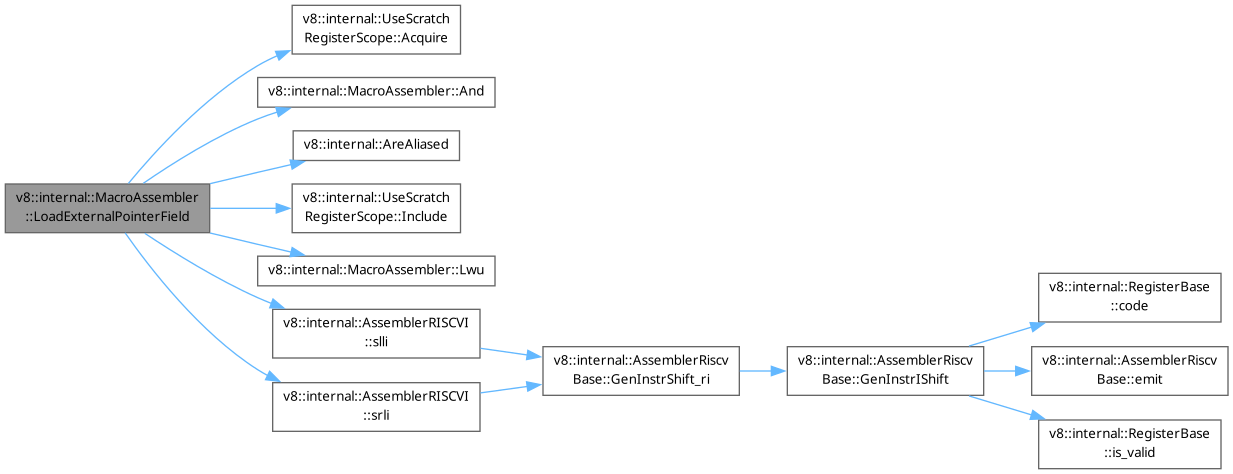 v8::internal::MacroAssembler
::LoadExternalPointerField
v8::internal::UseScratch
RegisterScope::Acquire
v8::internal::MacroAssembler::And
v8::internal::AreAliased
v8::internal::UseScratch
RegisterScope::Include
v8::internal::MacroAssembler::Lwu
v8::internal::AssemblerRISCVI
::slli
v8::internal::AssemblerRISCVI
::srli
v8::internal::AssemblerRiscv
Base::GenInstrShift_ri
v8::internal::AssemblerRiscv
Base::GenInstrIShift
v8::internal::RegisterBase
::code
v8::internal::AssemblerRiscv
Base::emit
v8::internal::RegisterBase
::is_valid